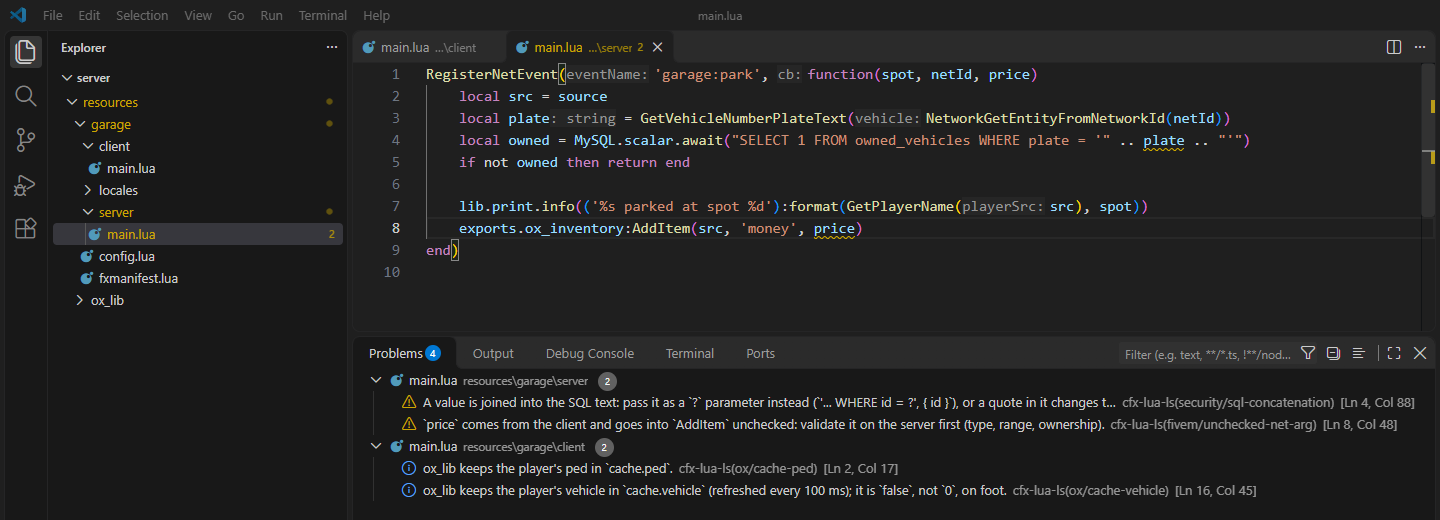 File Edit Selection View Go Run Terminal Help main.lua
Explorer ···
server
resources
garage
client
main.lua
locales
server
main.lua 2
config.lua
fxmanifest.lua
ox_lib
main.lua ...\client main.lua ...\server 2
1 RegisterNetEvent(eventName: 'garage:park', cb: function(spot, netId, price)
2 local src = source
3 local plate: string = GetVehicleNumberPlateText(vehicle: NetworkGetEntityFromNetworkId(netId))
4 local owned = MySQL.scalar.await("SELECT 1 FROM owned_vehicles WHERE plate = '" .. plate .. "'")
5 if not owned then return end
6
7 lib.print.info(('%s parked at spot %d'):format(GetPlayerName(playerSrc: src), spot))
8 exports.ox_inventory:AddItem(src, 'money', price)
9 end)
10
Problems 4 Output Debug Console Terminal Ports Filter (e.g. text, **/*.ts, !**/nod...
main.lua resources\garage\server 2
A value is joined into the SQL text: pass it as a `?` parameter instead (`'... WHERE id = ?', { id }`), or a quote in it changes t... cfx-lua-ls(security/sql-concatenation) [Ln 4, Col 88]
`price` comes from the client and goes into `AddItem` unchecked: validate it on the server first (type, range, ownership). cfx-lua-ls(fivem/unchecked-net-arg) [Ln 8, Col 48]
main.lua resources\garage\client 2
ox_lib keeps the player's ped in `cache.ped`. cfx-lua-ls(ox/cache-ped) [Ln 2, Col 17]
ox_lib keeps the player's vehicle in `cache.vehicle` (refreshed every 100 ms); it is `false`, not `0`, on foot. cfx-lua-ls(ox/cache-vehicle) [Ln 16, Col 45]